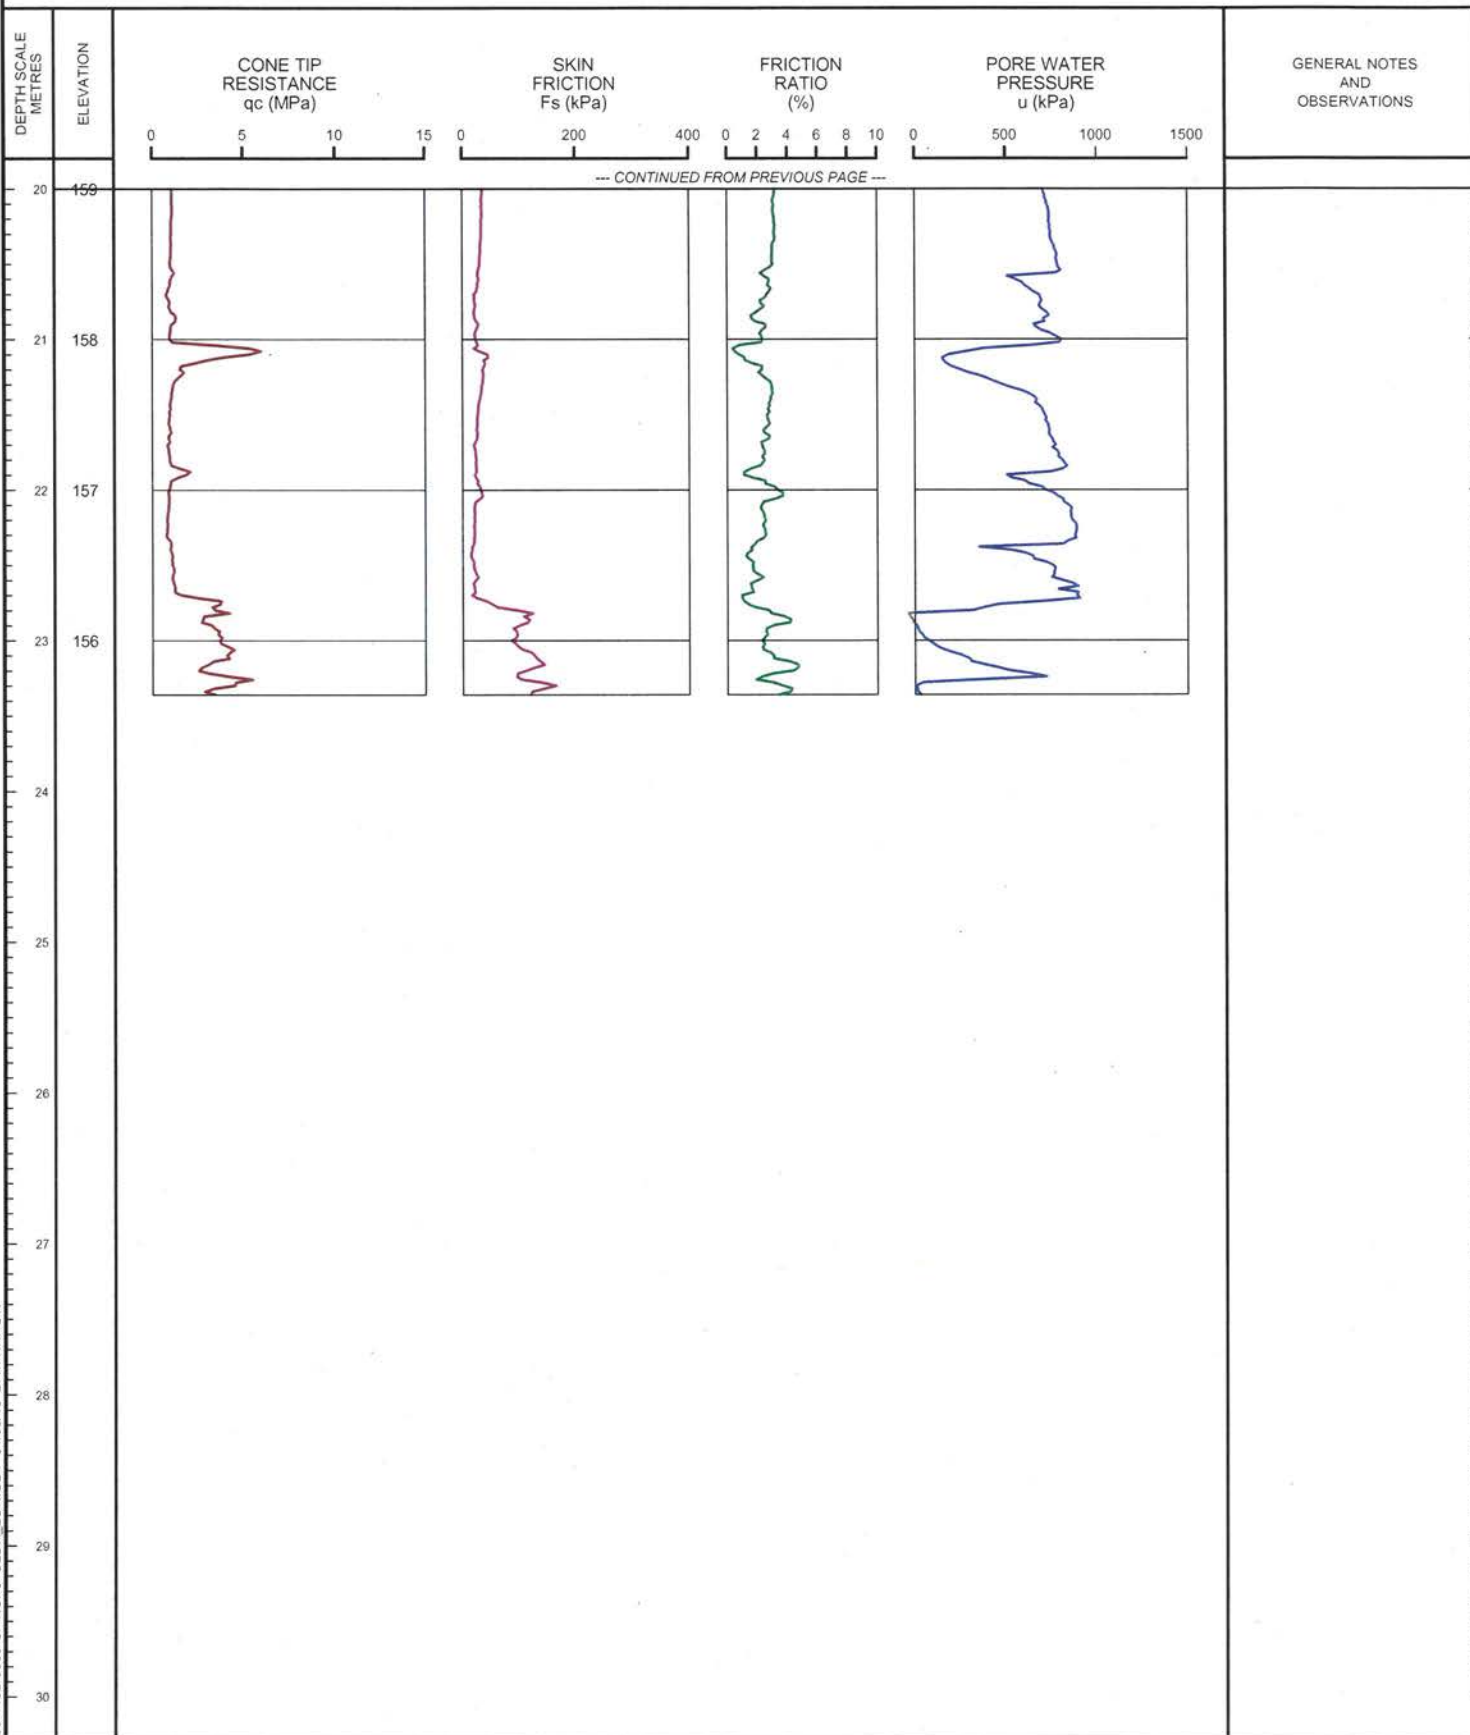 DEPTH SCALE
METRES
ELEVATION
CONE TIP
RESISTANCE
qc (MPa)
SKIN
FRICTION
Fs (kPa)
FRICTION
RATIO
(%)
PORE WATER
PRESSURE
u (kPa)
GENERAL NOTES
AND
OBSERVATIONS
0 5 10 15
0 200 400
0 2 4 6 8 10
0 500 1000 1500
--- CONTINUED FROM PREVIOUS PAGE ---
20 159
21 158
22 157
23 156
24
25
26
27
28
29
30